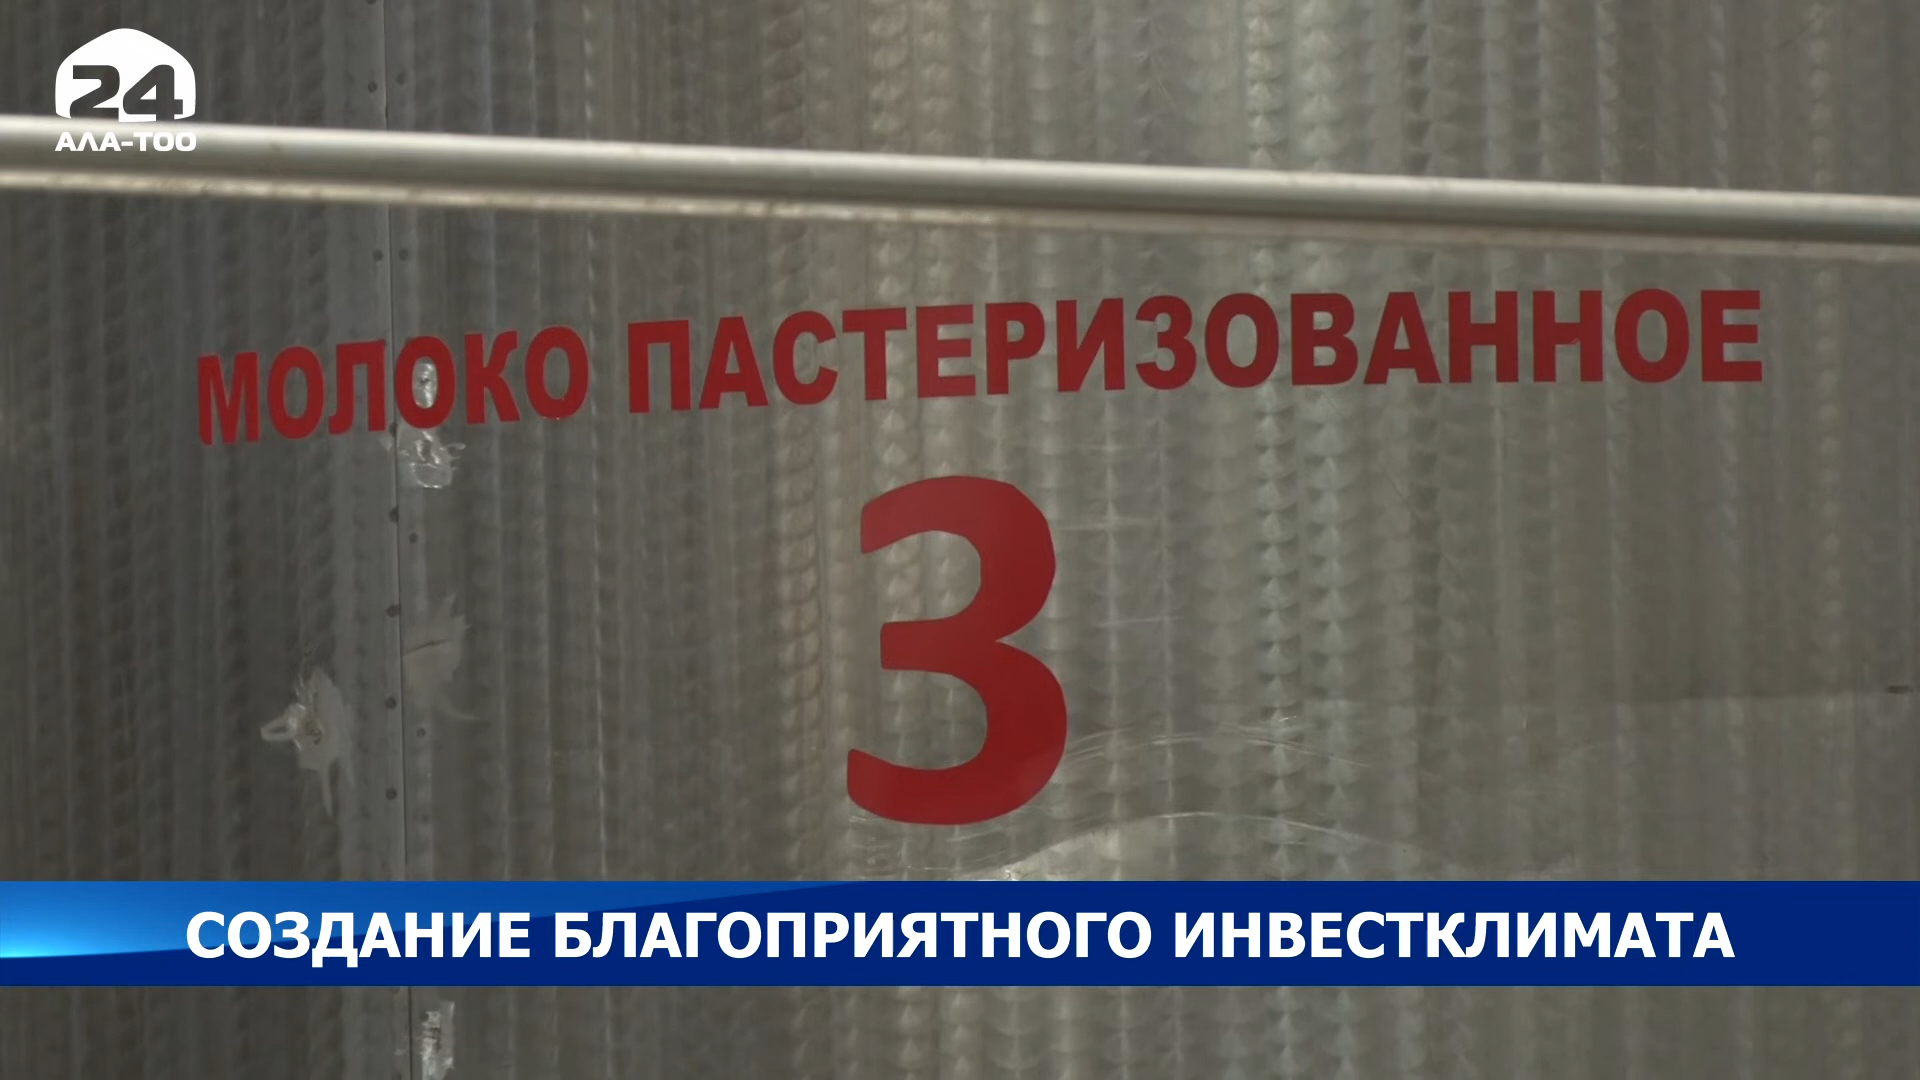 24
АЛА-ТОО
МОЛОКО ПАСТЕРИЗОВАННОЕ
3
СОЗДАНИЕ БЛАГОПРИЯТНОГО ИНВЕСТКЛИМАТА